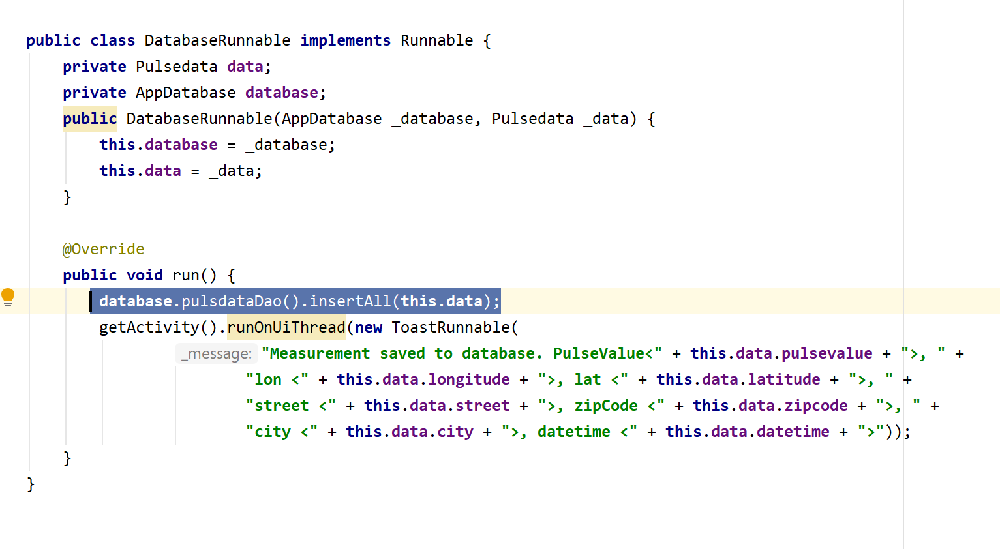 public class DatabaseRunnable implements Runnable {
private Pulsedata data;
private AppDatabase database;
public DatabaseRunnable(AppDatabase _database, Pulsedata _data) {
this.database = _database;
this.data = _data;
}
@Override
public void run() {
database.pulsdataDao().insertAll(this.data);
getActivity().runOnUiThread(new ToastRunnable(
_message: "Measurement saved to database. PulseValue<" + this.data.pulsevalue + ">, " +
"lon <" + this.data.longitude + ">, lat <" + this.data.latitude + ">, " +
"street <" + this.data.street + ">, zipCode <" + this.data.zipcode + ">, " +
"city <" + this.data.city + ">, datetime <" + this.data.datetime + ">"));
}
}